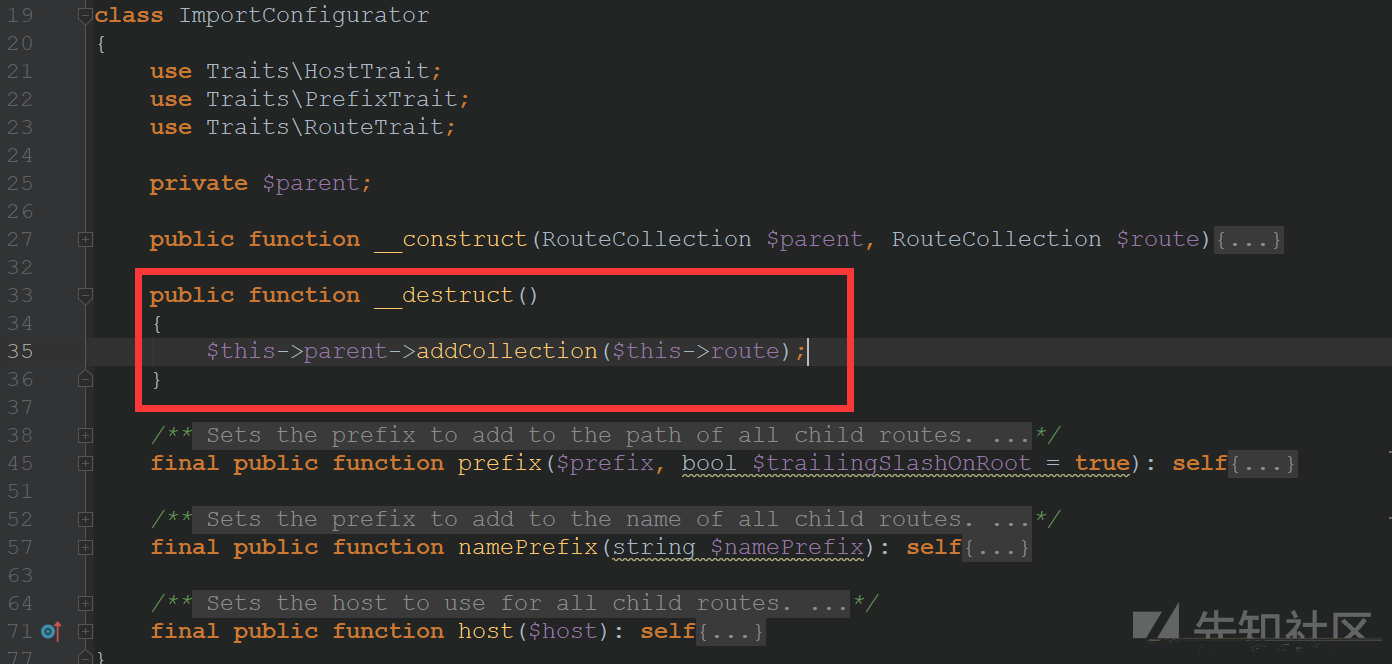 19 class ImportConfigurator
20 {
21 use Traits\HostTrait;
22 use Traits\PrefixTrait;
23 use Traits\RouteTrait;
24
25 private $parent;
26
27 public function __construct(RouteCollection $parent, RouteCollection $route){...}
32
33 public function __destruct()
34 {
35 $this->parent->addCollection($this->route);
36 }
37
38 /** Sets the prefix to add to the path of all child routes. ...*/
45 final public function prefix($prefix, bool $trailingSlashOnRoot = true): self{...}
51
52 /** Sets the prefix to add to the name of all child routes. ...*/
57 final public function namePrefix(string $namePrefix): self{...}
63
64 /** Sets the host to use for all child routes. ...*/
71 final public function host($host): self{...}
77 }
先知社区